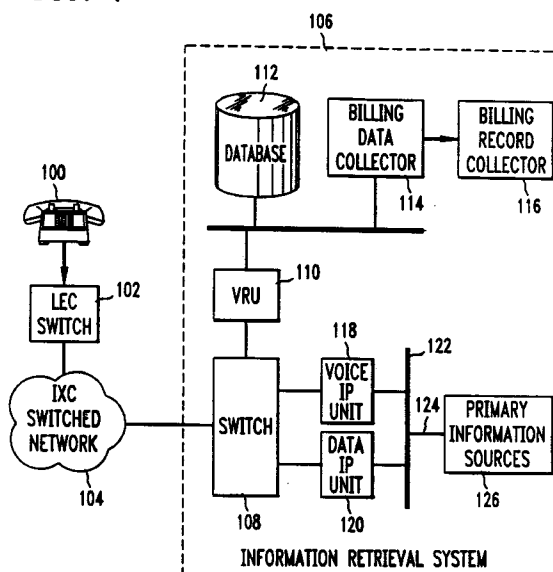 106
112
DATABASE
BILLING
DATA
COLLECTOR
114
BILLING
RECORD
COLLECTOR
116
100
LEC
SWITCH
102
VRU
110
IXC
SWITCHED
NETWORK
104
SWITCH
108
118
VOICE
IP
UNIT
DATA
IP
UNIT
120
122
124
PRIMARY
INFORMATION
SOURCES
126
INFORMATION RETRIEVAL SYSTEM